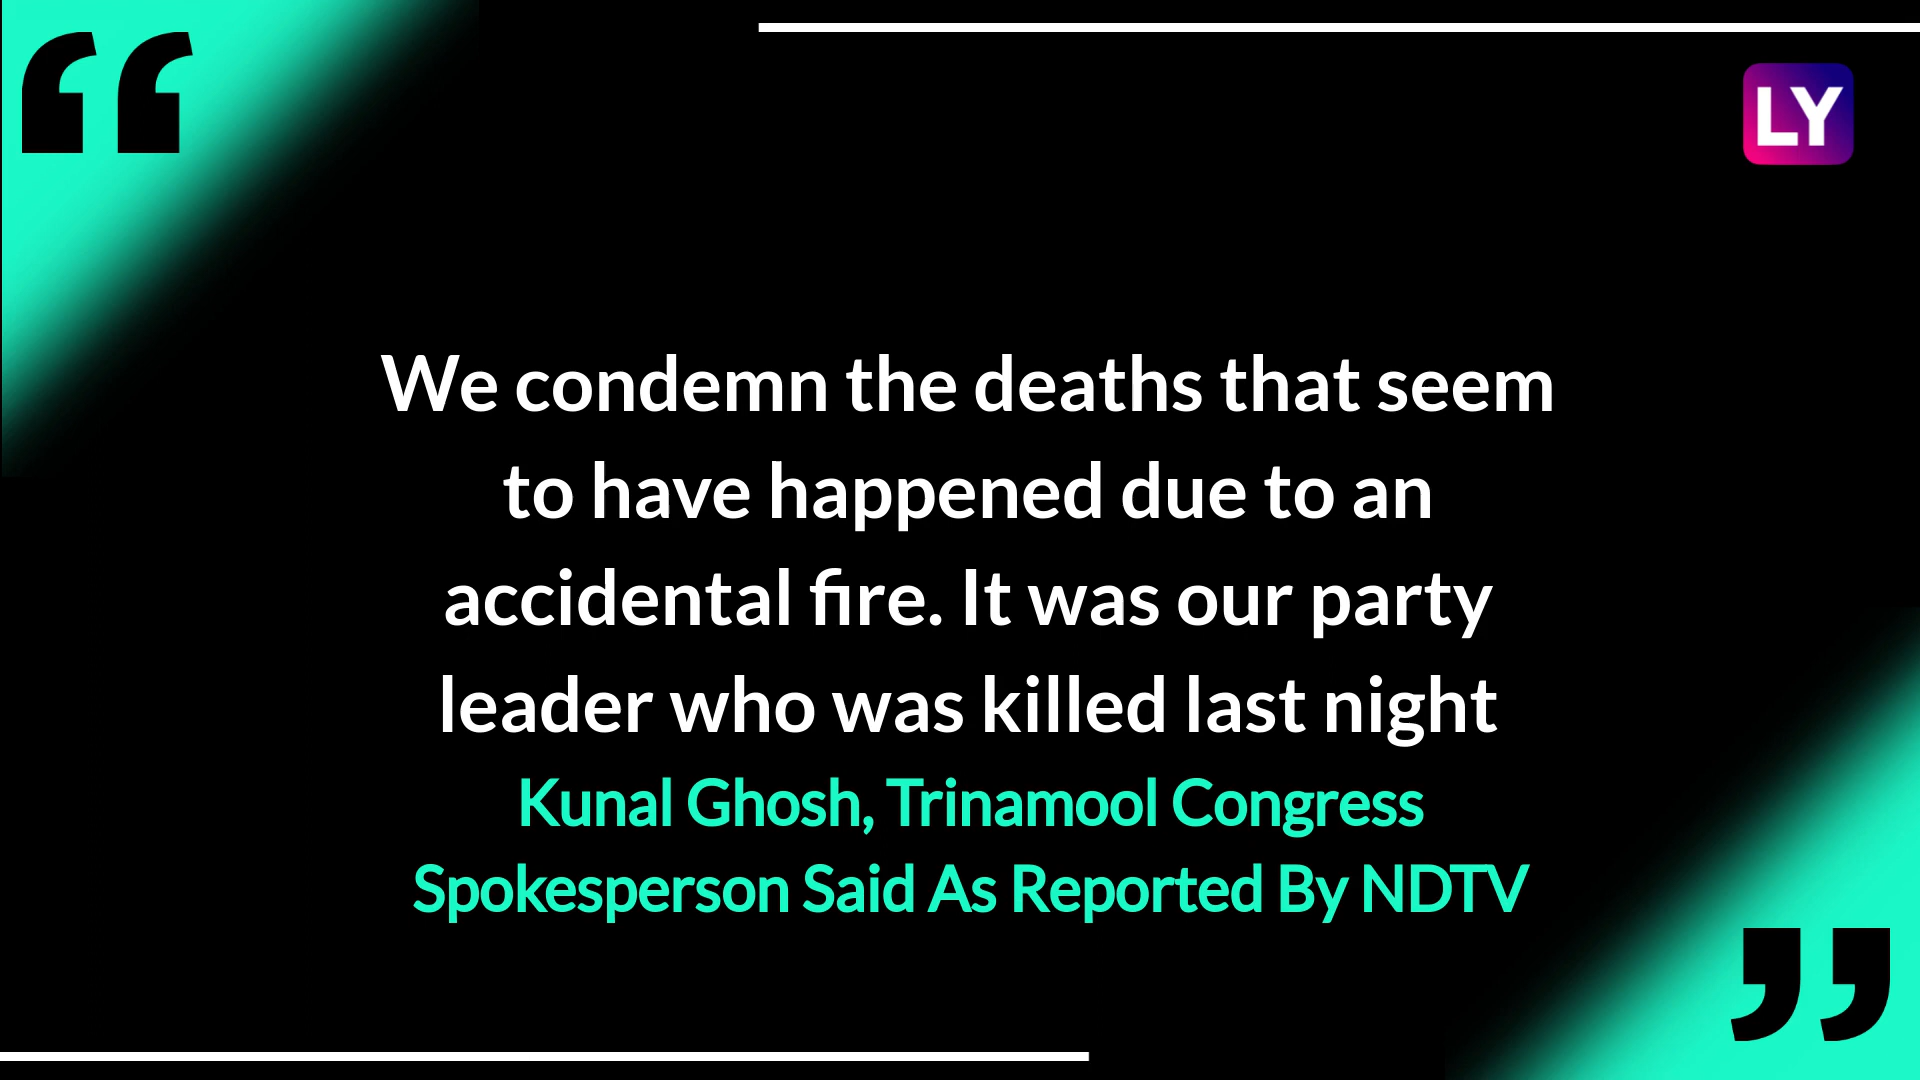 “
LY
We condemn the deaths that seem
to have happened due to an
accidental fire. It was our party
leader who was killed last night
Kunal Ghosh, Trinamool Congress
Spokesperson Said As Reported By NDTV
”